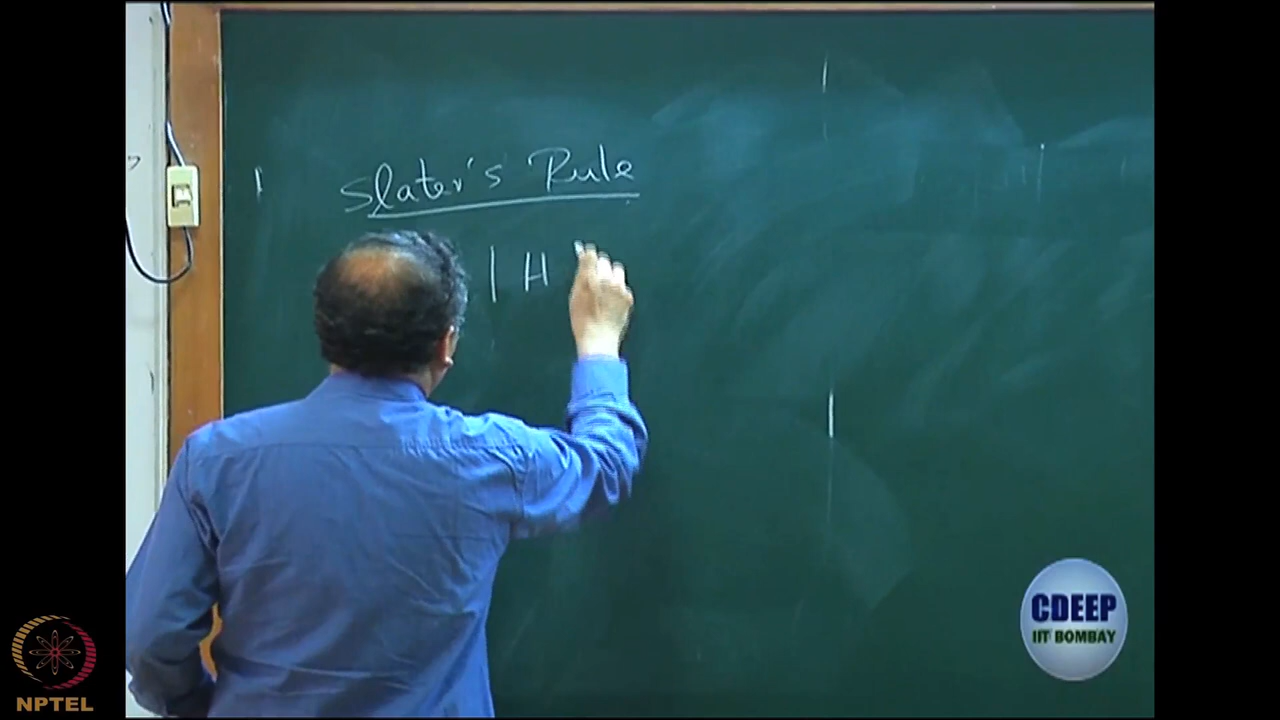 Slater's Rule
| H
CDEEP
IIT BOMBAY
NPTEL